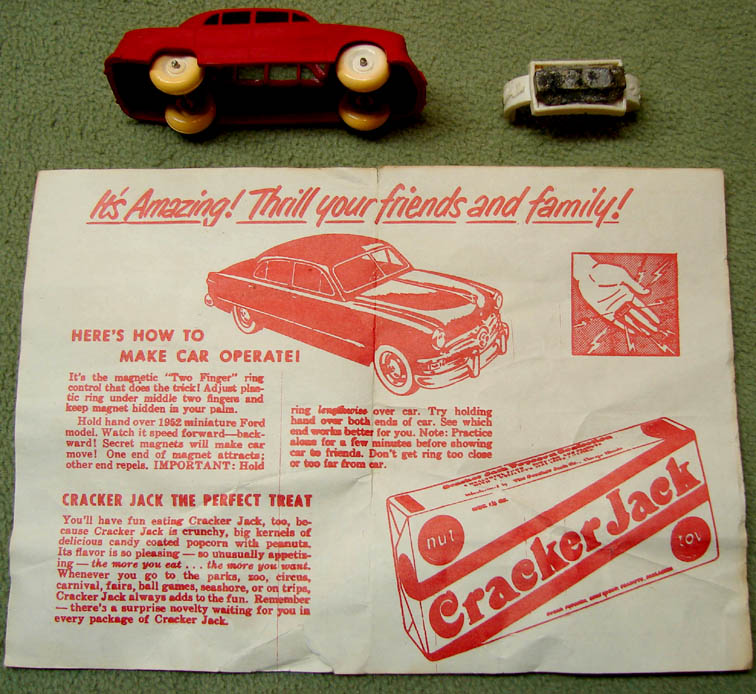 It's Amazing! Thrill your friends and family!
HERE'S HOW TO
MAKE CAR OPERATE!
It's the magnetic "Two Finger" ring
control that does the trick! Adjust plas-
tic ring under middle two fingers and
keep magnet hidden in your palm.
Hold hand over 1952 miniature Ford
model. Watch it speed forward—back-
ward! Secret magnets will make car
move! One end of magnet attracts;
other end repels. IMPORTANT: Hold
ring lengthwise over car. Try holding
hand over both ends of car. See which
end works better for you. Note: Practice
alone for a few minutes before showing
car to friends. Don't get ring too close
or too far from car.
CRACKER JACK THE PERFECT TREAT
You'll have fun eating Cracker Jack, too, be-
cause Cracker Jack is crunchy, big kernels of
delicious candy coated popcorn with peanuts.
Its flavor is so pleasing — so unusually appetiz-
ing — the more you eat . . . the more you want.
Whenever you go to the parks, zoo, circus,
carnival, fairs, ball games, seashore, or on trips,
Cracker Jack always adds to the fun. Remember
— there's a surprise novelty waiting for you in
every package of Cracker Jack.
nut
Cracker Jack
toy